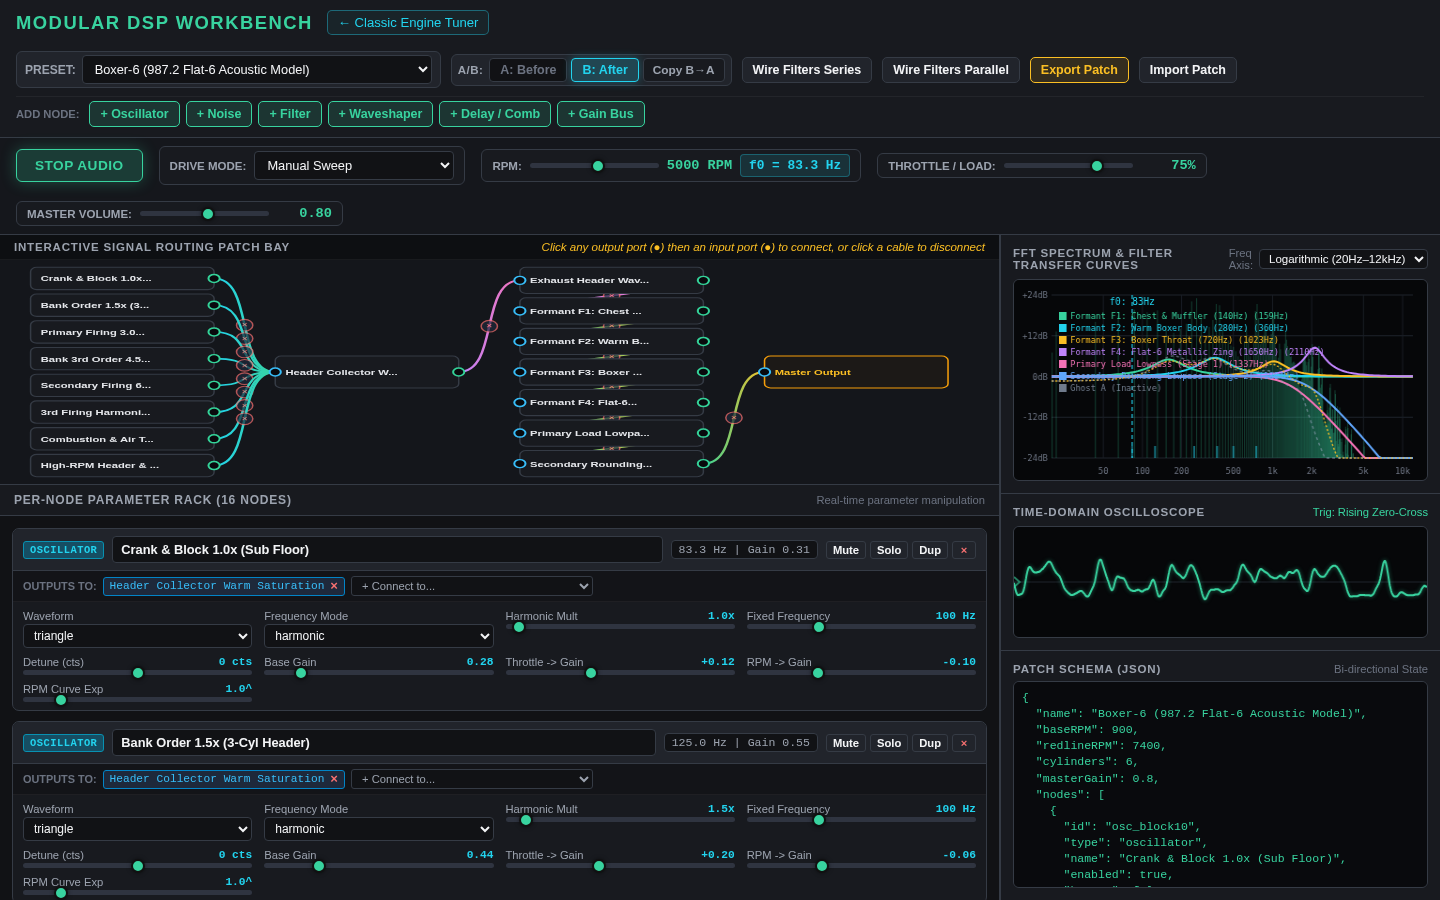 MODULAR DSP WORKBENCH
← Classic Engine Tuner
PRESET: Boxer-6 (987.2 Flat-6 Acoustic Model)
A/B: A: Before B: After Copy B→A
Wire Filters Series Wire Filters Parallel Export Patch Import Patch
ADD NODE: + Oscillator + Noise + Filter + Waveshaper + Delay / Comb + Gain Bus
STOP AUDIO
DRIVE MODE: Manual Sweep
RPM: 5000 RPM f0 = 83.3 Hz
THROTTLE / LOAD: 75%
MASTER VOLUME: 0.80
INTERACTIVE SIGNAL ROUTING PATCH BAY
Click any output port (●) then an input port (●) to connect, or click a cable to disconnect
Crank & Block 1.0x...
Bank Order 1.5x (3...
Primary Firing 3.0...
Bank 3rd Order 4.5...
Secondary Firing 6...
3rd Firing Harmoni...
Combustion & Air T...
High-RPM Header & ...
Header Collector W...
Exhaust Header Wav...
Formant F1: Chest ...
Formant F2: Warm B...
Formant F3: Boxer ...
Formant F4: Flat-6...
Primary Load Lowpa...
Secondary Rounding...
Master Output
FFT SPECTRUM & FILTER
TRANSFER CURVES
Freq
Axis:
Logarithmic (20Hz–12kHz)
+24dB
+12dB
0dB
-12dB
-24dB
f0: 83Hz
Formant F1: Chest & Muffler (140Hz) (159Hz)
Formant F2: Warm Boxer Body (280Hz) (360Hz)
Formant F3: Boxer Throat (720Hz) (1023Hz)
Formant F4: Flat-6 Metallic Zing (1650Hz) (2110Hz)
Primary Load Lowpass (Stage 1) (1337Hz)
Ghost A (Inactive)
50 100 200 500 1k 2k 5k 10k
PER-NODE PARAMETER MANIPULATION (16 NODES)
Real-time parameter manipulation
OSCILLATOR
Crank & Block 1.0x (Sub Floor)
83.3 Hz | Gain 0.31
Mute Solo Dup ×
OUTPUTS TO: Header Collector Warm Saturation × + Connect to...
Waveform
triangle
Frequency Mode
harmonic
Harmonic Mult 1.0x
Fixed Frequency 100 Hz
Detune (cts) 0 cts
Base Gain 0.28
Throttle -> Gain +0.12
RPM -> Gain -0.10
RPM Curve Exp 1.0^
OSCILLATOR
Bank Order 1.5x (3-Cyl Header)
125.0 Hz | Gain 0.55
Mute Solo Dup ×
OUTPUTS TO: Header Collector Warm Saturation × + Connect to...
Waveform
triangle
Frequency Mode
harmonic
Harmonic Mult 1.5x
Fixed Frequency 100 Hz
Detune (cts) 0 cts
Base Gain 0.44
Throttle -> Gain +0.20
RPM -> Gain -0.06
RPM Curve Exp 1.0^
TIME-DOMAIN OSCILLOSCOPE
Trig: Rising Zero-Cross
PATCH SCHEMA (JSON)
Bi-directional State
{
"name": "Boxer-6 (987.2 Flat-6 Acoustic Model)",
"baseRPM": 900,
"redlineRPM": 7400,
"cylinders": 6,
"masterGain": 0.8,
"nodes": [
{
"id": "osc_block10",
"type": "oscillator",
"name": "Crank & Block 1.0x (Sub Floor)",
"enabled": true,